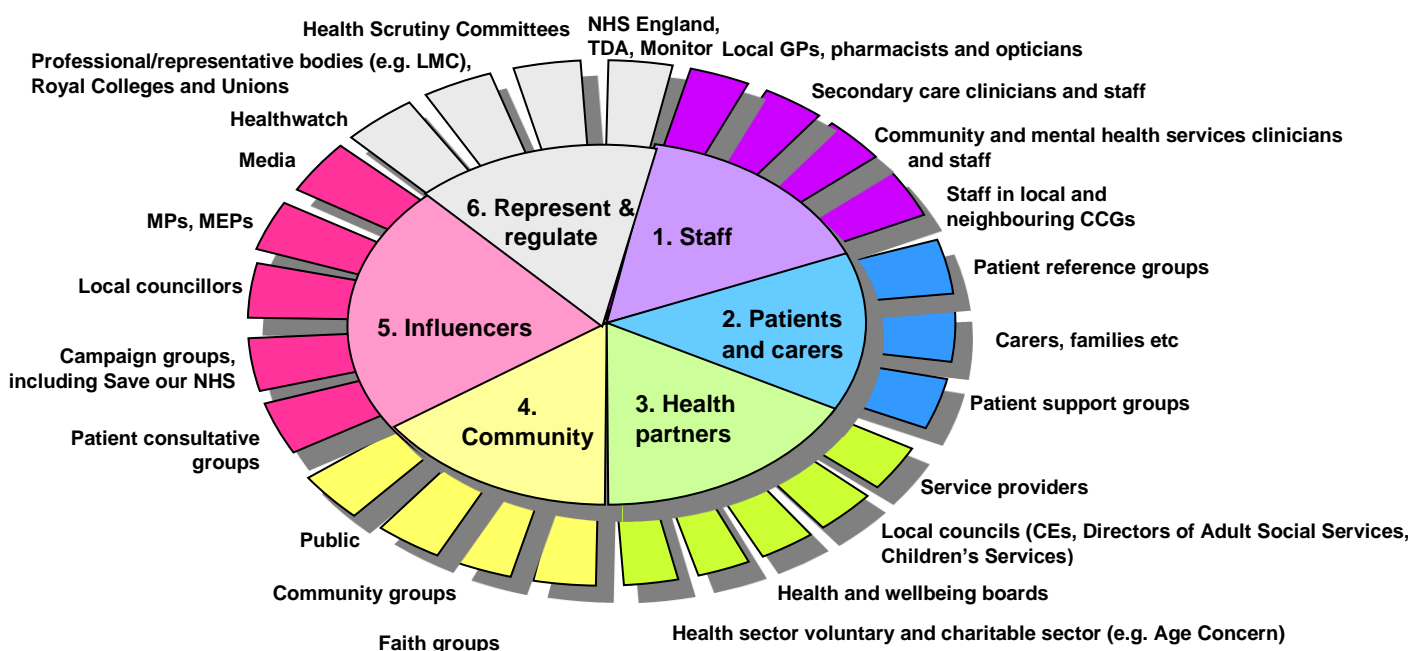 Health Scrutiny Committees
NHS England,
TDA, Monitor
Local GPs, pharmacists and opticians
Professional/representative bodies (e.g. LMC),
Royal Colleges and Unions
Secondary care clinicians and staff
Healthwatch
Community and mental health services clinicians
and staff
Media
Staff in local and
neighbouring CCGs
MPs, MEPs
6. Represent &
regulate
1. Staff
Patient reference groups
Local councillors
5. Influencers
2. Patients
and carers
Carers, families etc
Campaign groups,
including Save our NHS
4.
Community
3. Health
partners
Patient support groups
Patient consultative
groups
Service providers
Public
Local councils (CEs, Directors of Adult Social Services,
Children’s Services)
Community groups
Health and wellbeing boards
Faith groups
Health sector voluntary and charitable sector (e.g. Age Concern)